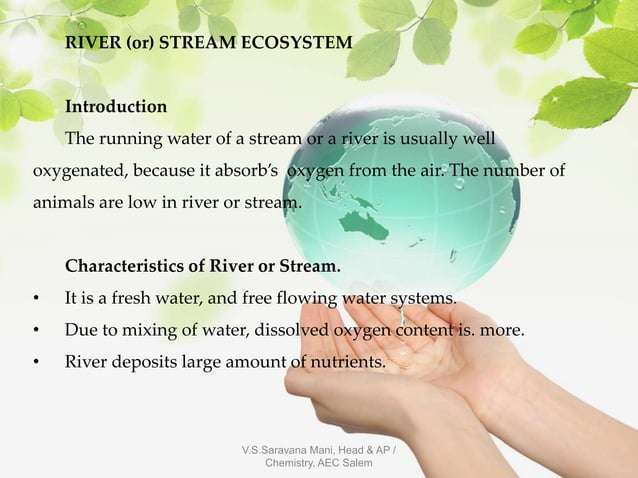 RIVER (or) STREAM ECOSYSTEM
Introduction
The running water of a stream or a river is usually well
oxygenated, because it absorb’s oxygen from the air. The number of
animals are low in river or stream.
Characteristics of River or Stream.
• It is a fresh water, and free flowing water systems.
• Due to mixing of water, dissolved oxygen content is. more.
• River deposits large amount of nutrients.
V.S.Saravana Mani, Head & AP /
Chemistry, AEC Salem